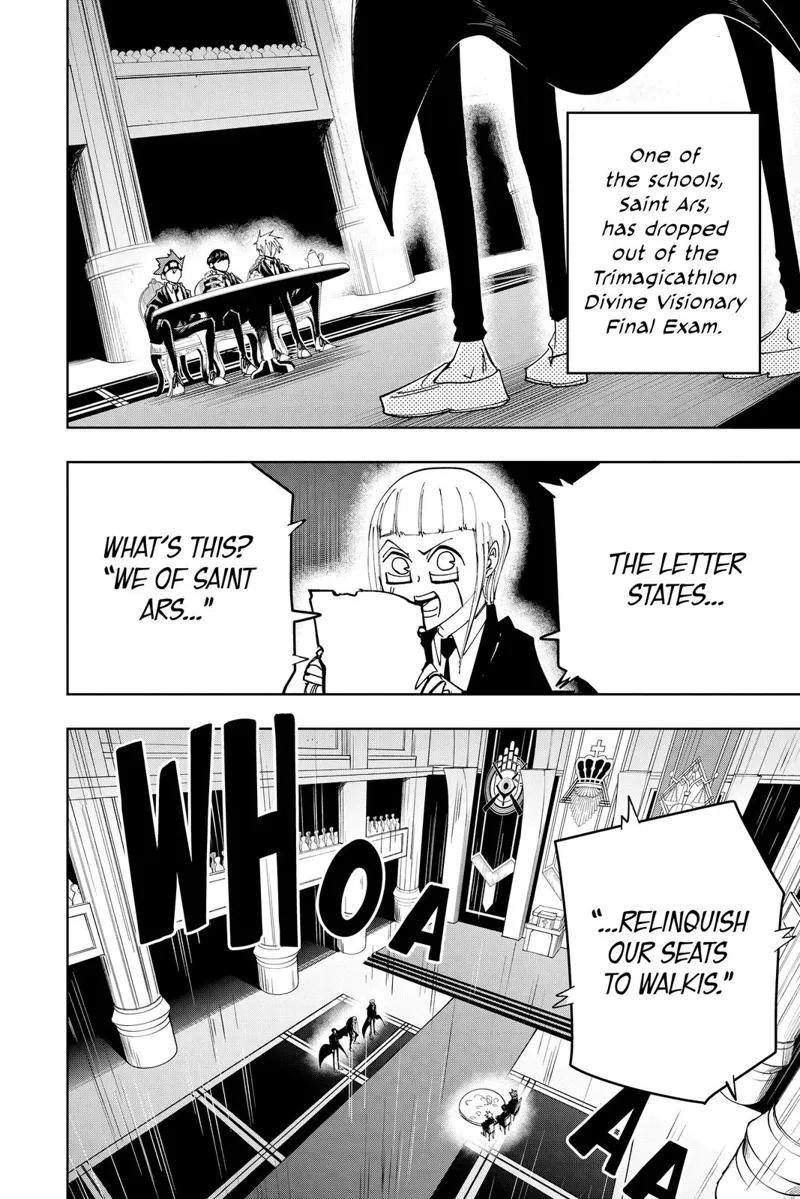 One of
the schools,
Saint Ars,
has dropped
out of the
Trimagicathlon
Divine Visionary
Final Exam.
THE LETTER
STATES...
WHAT'S THIS?
"WE OF SAINT
ARS..."
"...RELINQUISH
OUR SEATS
TO WALKIS."
WHOA
AA